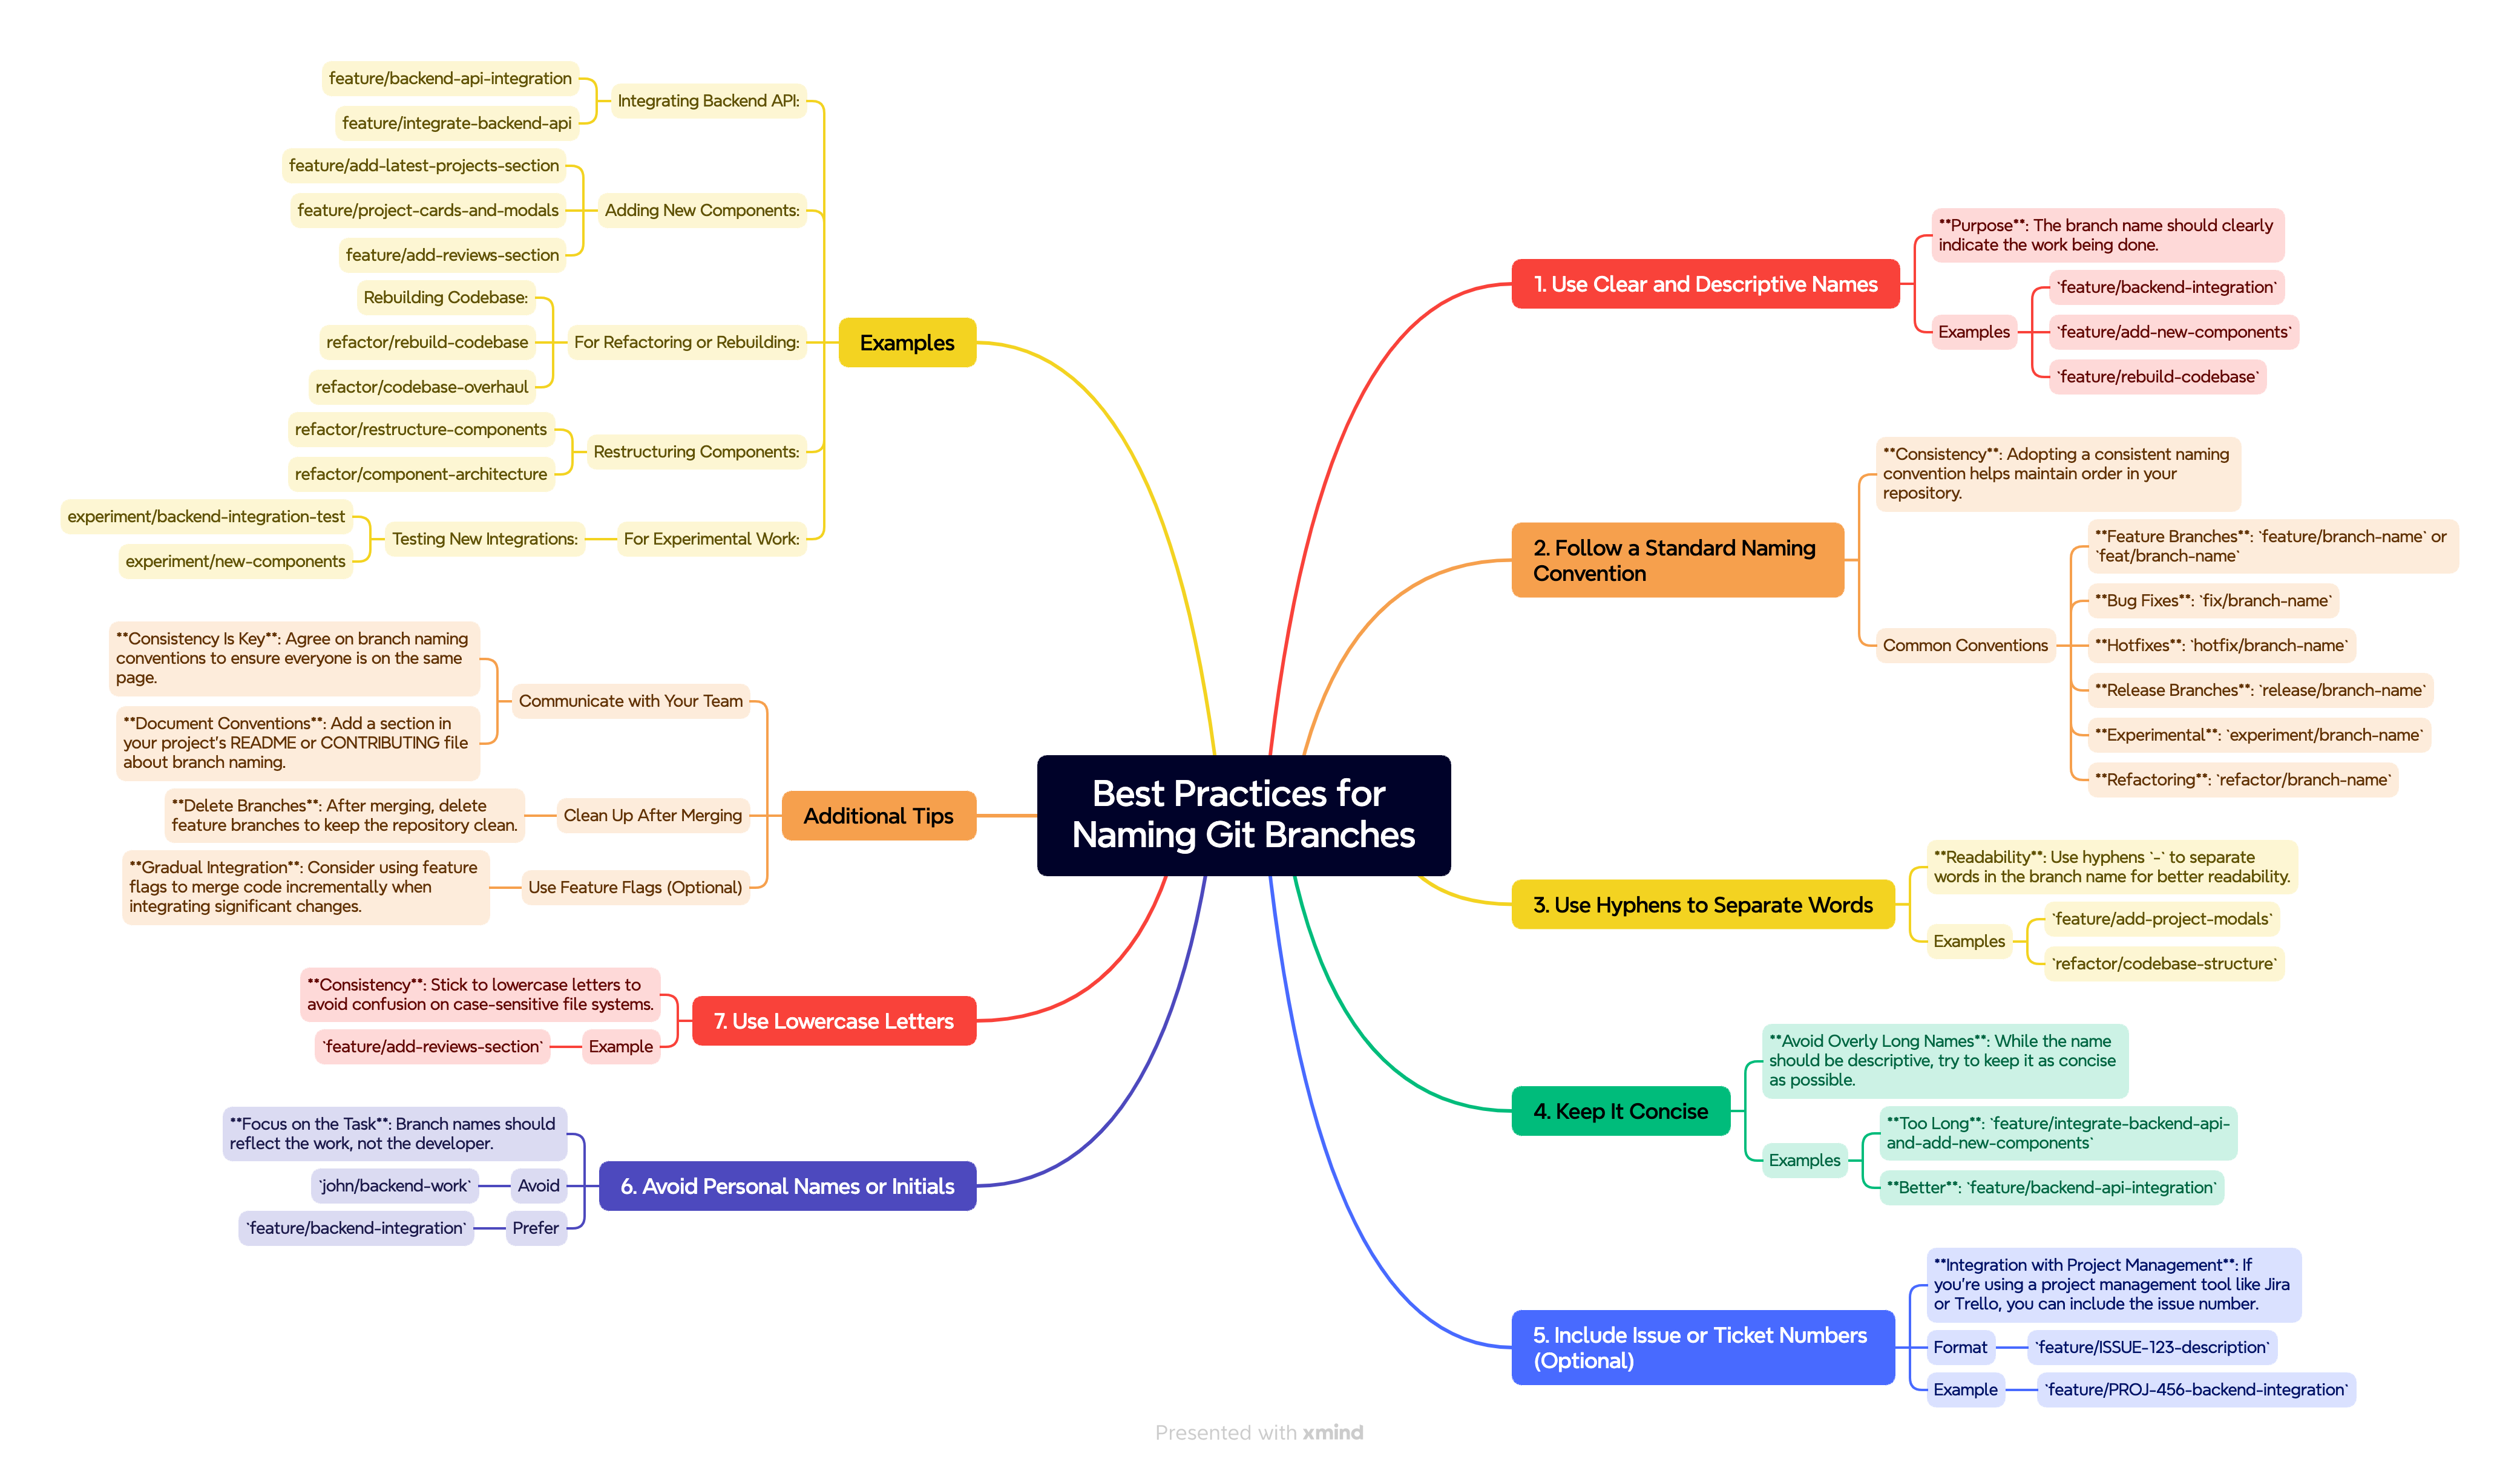 Best Practices for
Naming Git Branches
1. Use Clear and Descriptive Names
**Purpose**: The branch name should clearly
indicate the work being done.
Examples
`feature/backend-integration`
`feature/add-new-components`
`feature/rebuild-codebase`
2. Follow a Standard Naming
Convention
**Consistency**: Adopting a consistent naming
convention helps maintain order in your
repository.
Common Conventions
**Feature Branches**: `feature/branch-name` or
`feat/branch-name`
**Bug Fixes**: `fix/branch-name`
**Hotfixes**: `hotfix/branch-name`
**Release Branches**: `release/branch-name`
**Experimental**: `experiment/branch-name`
**Refactoring**: `refactor/branch-name`
3. Use Hyphens to Separate Words
**Readability**: Use hyphens `-` to separate
words in the branch name for better readability.
Examples
`feature/add-project-modals`
`refactor/codebase-structure`
4. Keep It Concise
**Avoid Overly Long Names**: While the name
should be descriptive, try to keep it as concise
as possible.
Examples
**Too Long**: `feature/integrate-backend-api-
and-add-new-components`
**Better**: `feature/backend-api-integration`
5. Include Issue or Ticket Numbers
(Optional)
**Integration with Project Management**: If
you're using a project management tool like Jira
or Trello, you can include the issue number.
Format
`feature/ISSUE-123-description`
Example
`feature/PROJ-456-backend-integration`
6. Avoid Personal Names or Initials
**Focus on the Task**: Branch names should
reflect the work, not the developer.
Avoid
`john/backend-work`
Prefer
`feature/backend-integration`
7. Use Lowercase Letters
**Consistency**: Stick to lowercase letters to
avoid confusion on case-sensitive file systems.
Example
`feature/add-reviews-section`
Additional Tips
Communicate with Your Team
**Consistency Is Key**: Agree on branch naming
conventions to ensure everyone is on the same
page.
**Document Conventions**: Add a section in
your project's README or CONTRIBUTING file
about branch naming.
Clean Up After Merging
**Delete Branches**: After merging, delete
feature branches to keep the repository clean.
Use Feature Flags (Optional)
**Gradual Integration**: Consider using feature
flags to merge code incrementally when
integrating significant changes.
Examples
Integrating Backend API:
feature/backend-api-integration
feature/integrate-backend-api
Adding New Components:
feature/add-latest-projects-section
feature/project-cards-and-modals
feature/add-reviews-section
For Refactoring or Rebuilding:
Rebuilding Codebase:
refactor/rebuild-codebase
refactor/codebase-overhaul
Restructuring Components:
refactor/restructure-components
refactor/component-architecture
For Experimental Work:
Testing New Integrations:
experiment/backend-integration-test
experiment/new-components
Presented with xmind